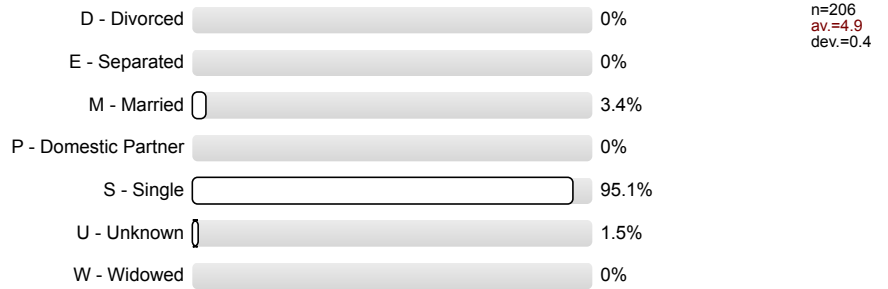 D - Divorced 0%
E - Separated 0%
M - Married 3.4%
P - Domestic Partner 0%
S - Single 95.1%
U - Unknown 1.5%
W - Widowed 0%
n=206
av.=4.9
dev.=0.4